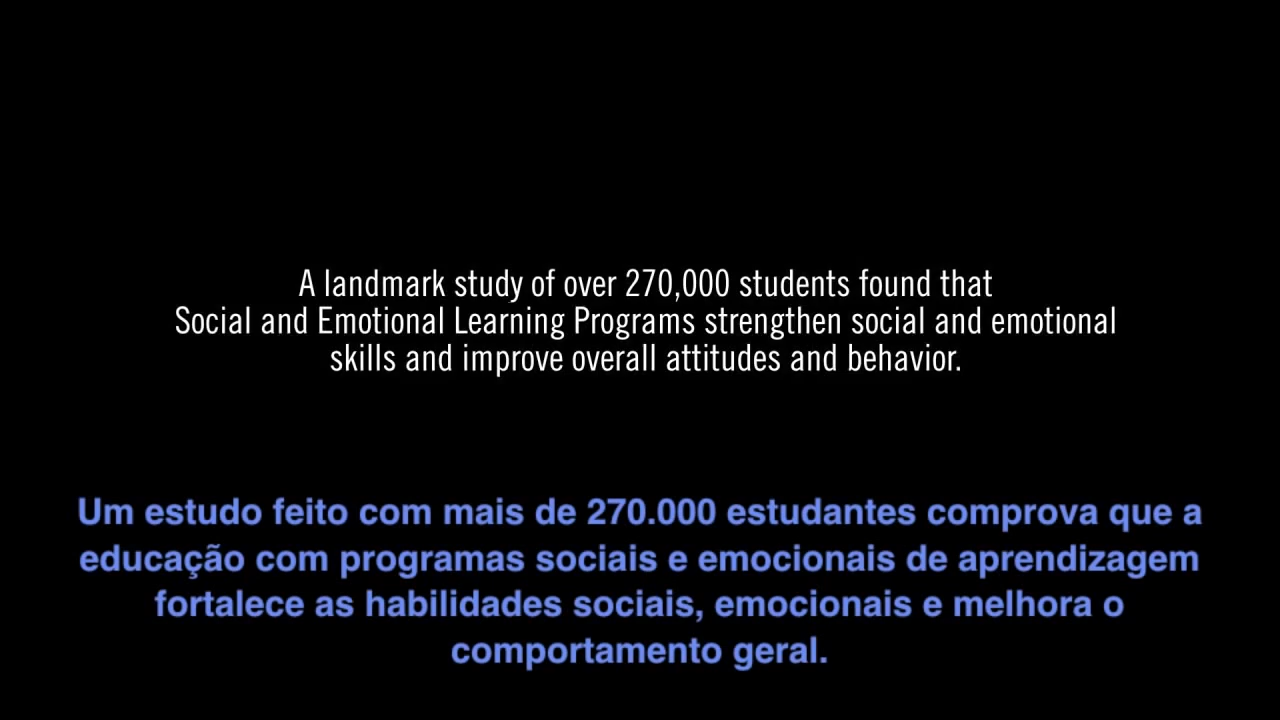 A landmark study of over 270,000 students found that
Social and Emotional Learning Programs strengthen social and emotional
skills and improve overall attitudes and behavior.
Um estudo feito com mais de 270.000 estudantes comprova que a
educação com programas sociais e emocionais de aprendizagem
fortalece as habilidades sociais, emocionais e melhora o
comportamento geral.